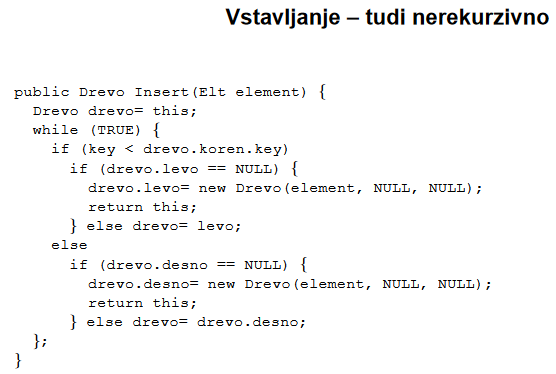 Vstavljanje – tudi nerekurzivno
public Drevo Insert(Elt element) {
  Drevo drevo= this;
  while (TRUE) {
    if (key < drevo.koren.key)
      if (drevo.levo == NULL) {
        drevo.levo= new Drevo(element, NULL, NULL);
        return this;
      } else drevo= levo;
    else
      if (drevo.desno == NULL) {
        drevo.desno= new Drevo(element, NULL, NULL);
        return this;
      } else drevo= drevo.desno;
  };
}